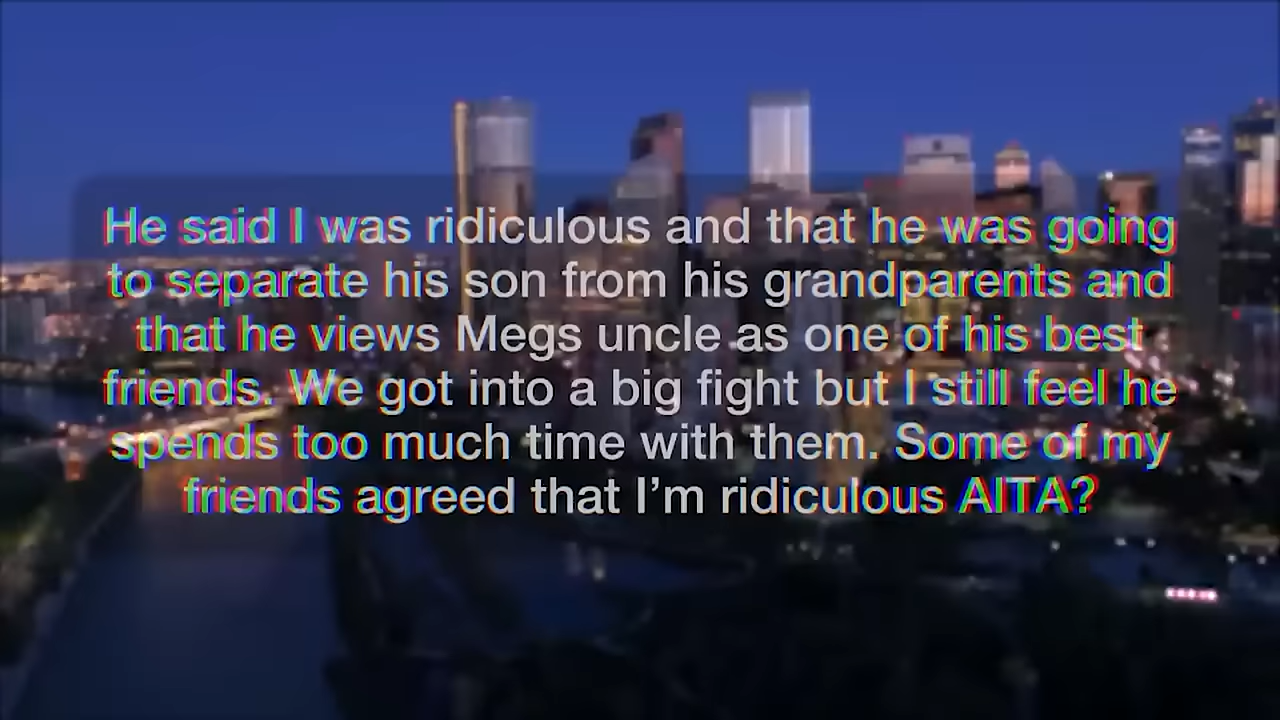 He said I was ridiculous and that he was going
to separate his son from his grandparents and
that he views Megs uncle as one of his best
friends. We got into a big fight but I still feel he
spends too much time with them. Some of my
friends agreed that I’m ridiculous AITA?